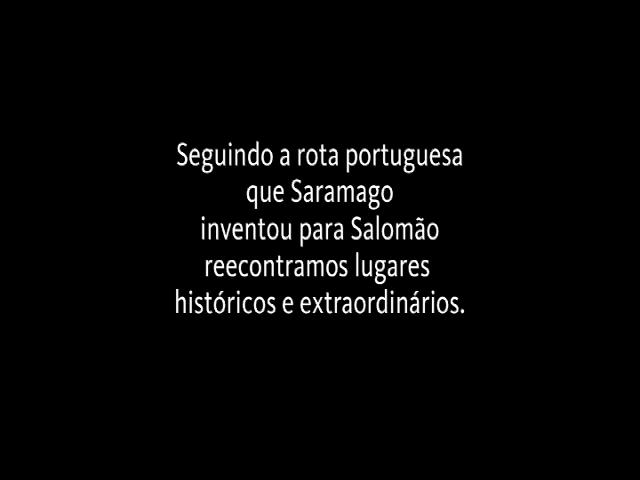 Seguindo a rota portuguesa
que Saramago
inventou para Salomão
reecontramos lugares
históricos e extraordinários.